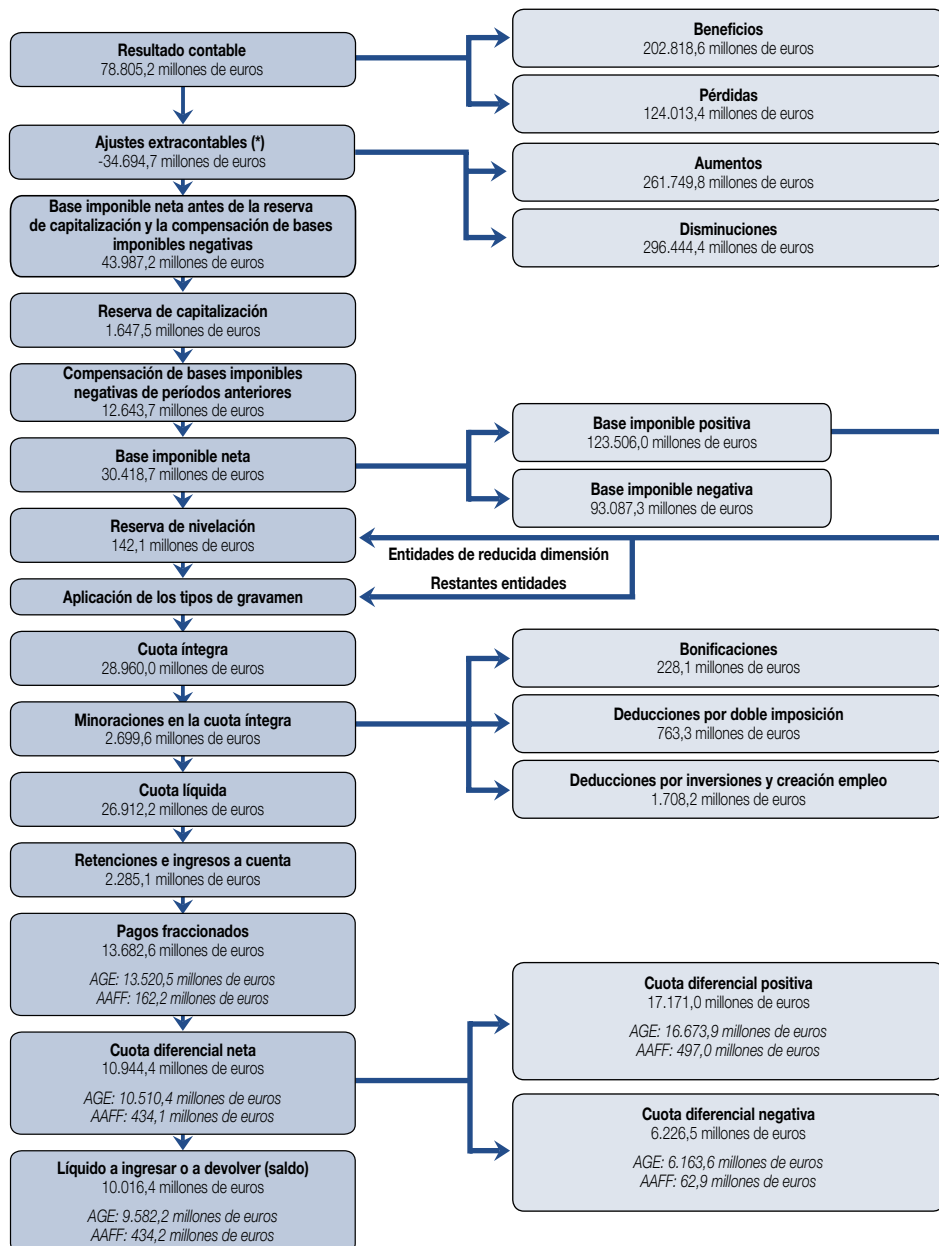 Resultado contable
78.805,2 millones de euros
Beneficios
202.818,6 millones de euros
Pérdidas
124.013,4 millones de euros
Ajustes extracontables (*)
-34.694,7 millones de euros
Aumentos
261.749,8 millones de euros
Disminuciones
296.444,4 millones de euros
Base imponible neta antes de la reserva
de capitalización y la compensación de bases
imponibles negativas
43.987,2 millones de euros
Reserva de capitalización
1.647,5 millones de euros
Compensación de bases imponibles
negativas de períodos anteriores
12.643,7 millones de euros
Base imponible neta
30.418,7 millones de euros
Base imponible positiva
123.506,0 millones de euros
Base imponible negativa
93.087,3 millones de euros
Reserva de nivelación
142,1 millones de euros
Entidades de reducida dimensión
Restantes entidades
Aplicación de los tipos de gravamen
Cuota íntegra
28.960,0 millones de euros
Minoraciones en la cuota íntegra
2.699,6 millones de euros
Bonificaciones
228,1 millones de euros
Deducciones por doble imposición
763,3 millones de euros
Deducciones por inversiones y creación empleo
1.708,2 millones de euros
Cuota líquida
26.912,2 millones de euros
Retenciones e ingresos a cuenta
2.285,1 millones de euros
Pagos fraccionados
13.682,6 millones de euros
AGE: 13.520,5 millones de euros
AAFF: 162,2 millones de euros
Cuota diferencial neta
10.944,4 millones de euros
AGE: 10.510,4 millones de euros
AAFF: 434,1 millones de euros
Cuota diferencial positiva
17.171,0 millones de euros
AGE: 16.673,9 millones de euros
AAFF: 497,0 millones de euros
Cuota diferencial negativa
6.226,5 millones de euros
AGE: 6.163,6 millones de euros
AAFF: 62,9 millones de euros
Líquido a ingresar o a devolver (saldo)
10.016,4 millones de euros
AGE: 9.582,2 millones de euros
AAFF: 434,2 millones de euros